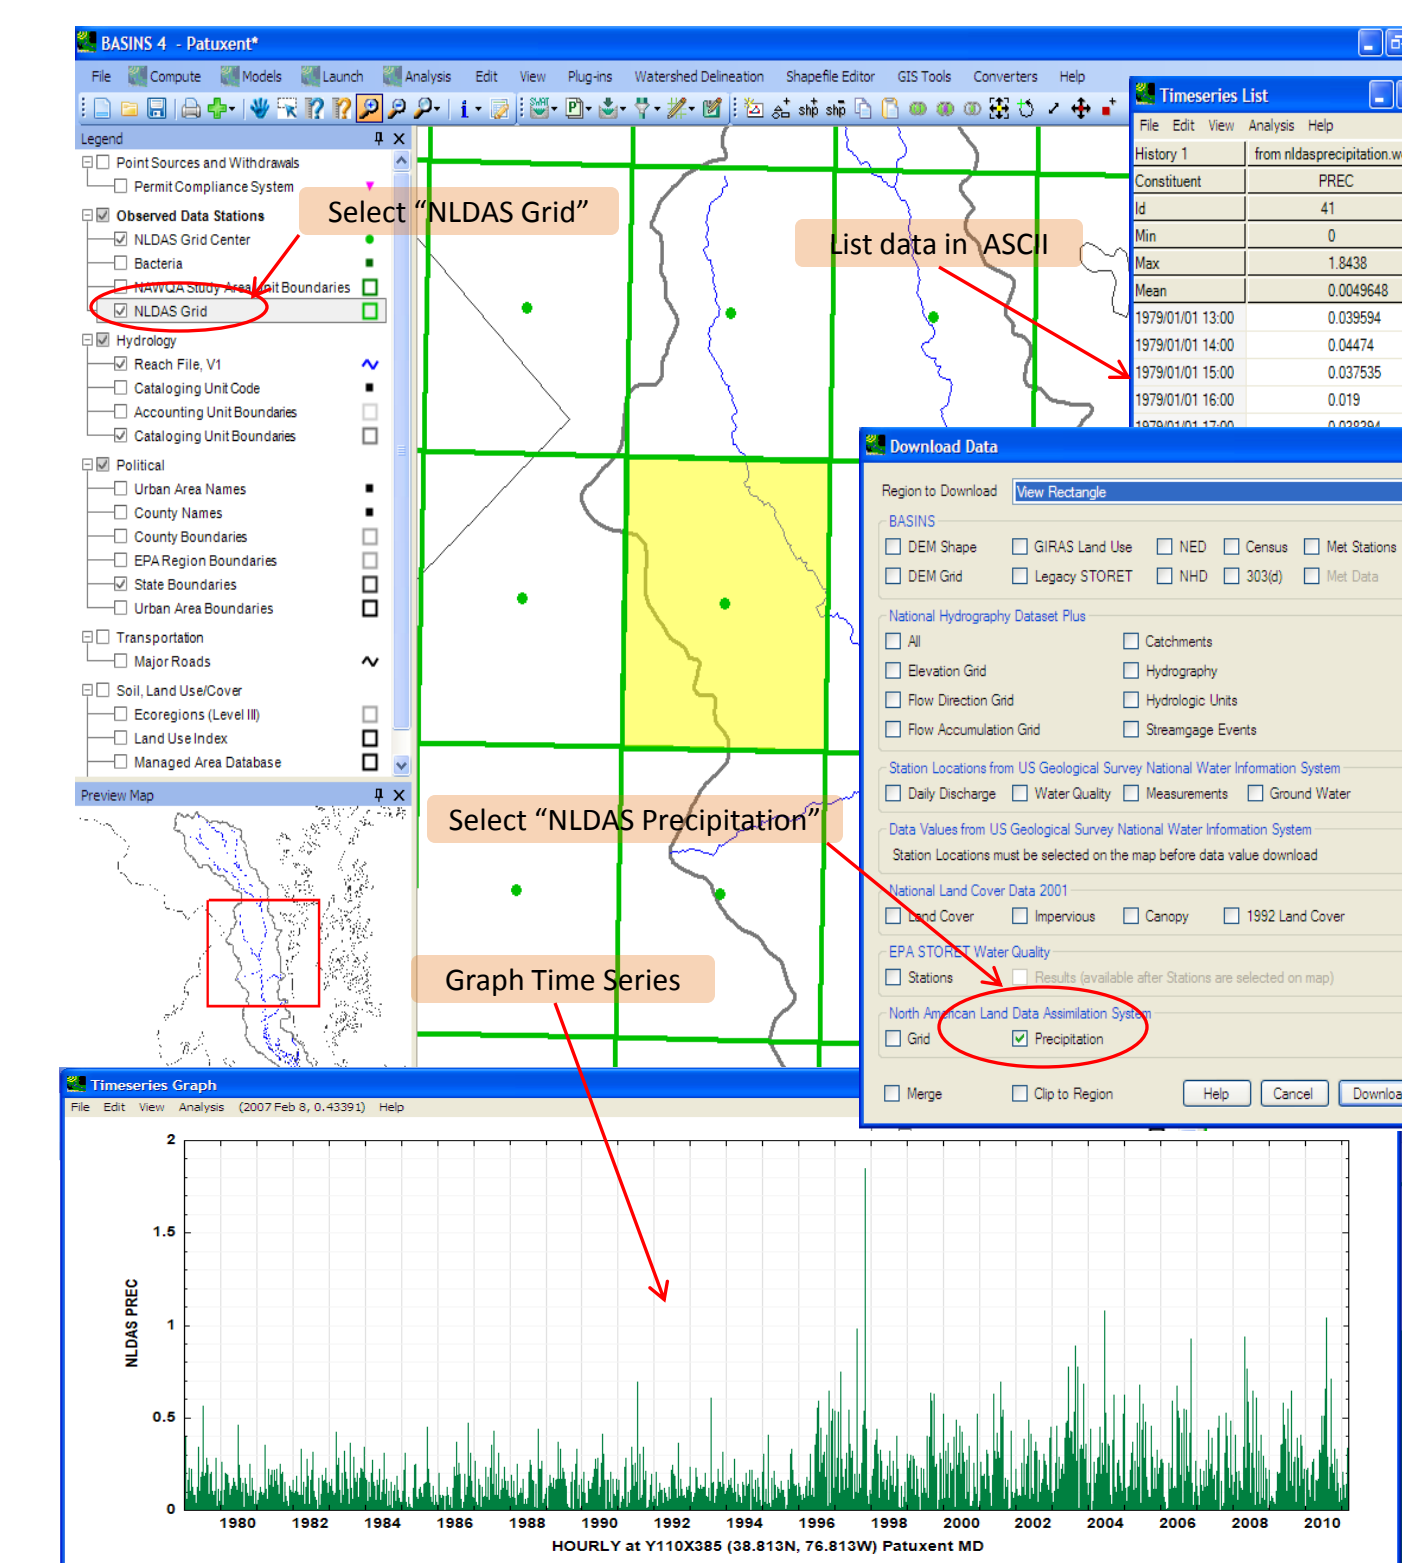 BASINS 4 - Patuxent*
File Compute Models Launch Analysis Edit View Plug-ins Watershed Delineation Shapefile Editor GIS Tools Converters Help
Legend
Point Sources and Withdrawals
Permit Compliance System
Observed Data Stations
NLDAS Grid Center
Bacteria
NAWQA Study Area Unit Boundaries
NLDAS Grid
Hydrology
Reach File, V1
Cataloging Unit Code
Accounting Unit Boundaries
Cataloging Unit Boundaries
Political
Urban Area Names
County Names
County Boundaries
EPA Region Boundaries
State Boundaries
Urban Area Boundaries
Transportation
Major Roads
Soil, Land Use/Cover
Ecoregions (Level III)
Land Use Index
Managed Area Database
Preview Map
Select “NLDAS Grid”
List data in ASCII
Select “NLDAS Precipitation”
Graph Time Series
Timeseries List
File Edit View Analysis Help
History 1 from nldasprecipitation.w
Constituent PREC
Id 41
Min 0
Max 1.8438
Mean 0.0049648
1979/01/01 13:00 0.039594
1979/01/01 14:00 0.04474
1979/01/01 15:00 0.037535
1979/01/01 16:00 0.019
1979/01/01 17:00 0.038394
Download Data
Region to Download View Rectangle
BASINS
DEM Shape GIRAS Land Use NED Census Met Stations
DEM Grid Legacy STORET NHD 303(d) Met Data
National Hydrography Dataset Plus
All Catchments
Elevation Grid Hydrography
Flow Direction Grid Hydrologic Units
Flow Accumulation Grid Streamgage Events
Station Locations from US Geological Survey National Water Information System
Daily Discharge Water Quality Measurements Ground Water
Data Values from US Geological Survey National Water Information System
Station Locations must be selected on the map before data value download
National Land Cover Data 2001
Land Cover Impervious Canopy 1992 Land Cover
EPA STORET Water Quality
Stations Results (available after Stations are selected on map)
North American Land Data Assimilation System
Grid Precipitation
Merge Clip to Region Help Cancel Downloa
Timeseries Graph
File Edit View Analysis (2007 Feb 8, 0.43391) Help
2
1.5
1
0.5
0
NLDAS PREC
1980 1982 1984 1986 1988 1990 1992 1994 1996 1998 2000 2002 2004 2006 2008 2010
HOURLY at Y110X385 (38.813N, 76.813W) Patuxent MD